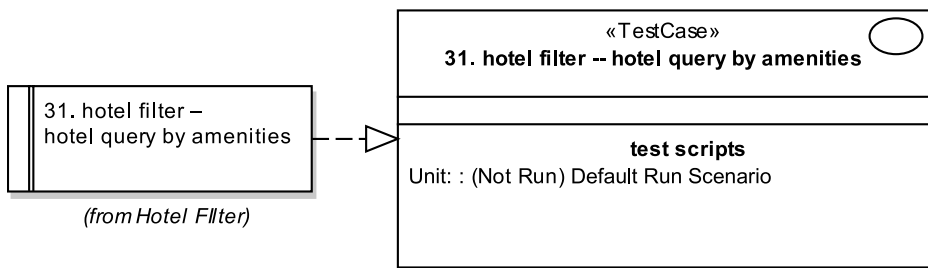 31. hotel filter –
hotel query by amenities
(from Hotel FIlter)
«TestCase»
31. hotel filter -- hotel query by amenities
test scripts
Unit: : (Not Run) Default Run Scenario